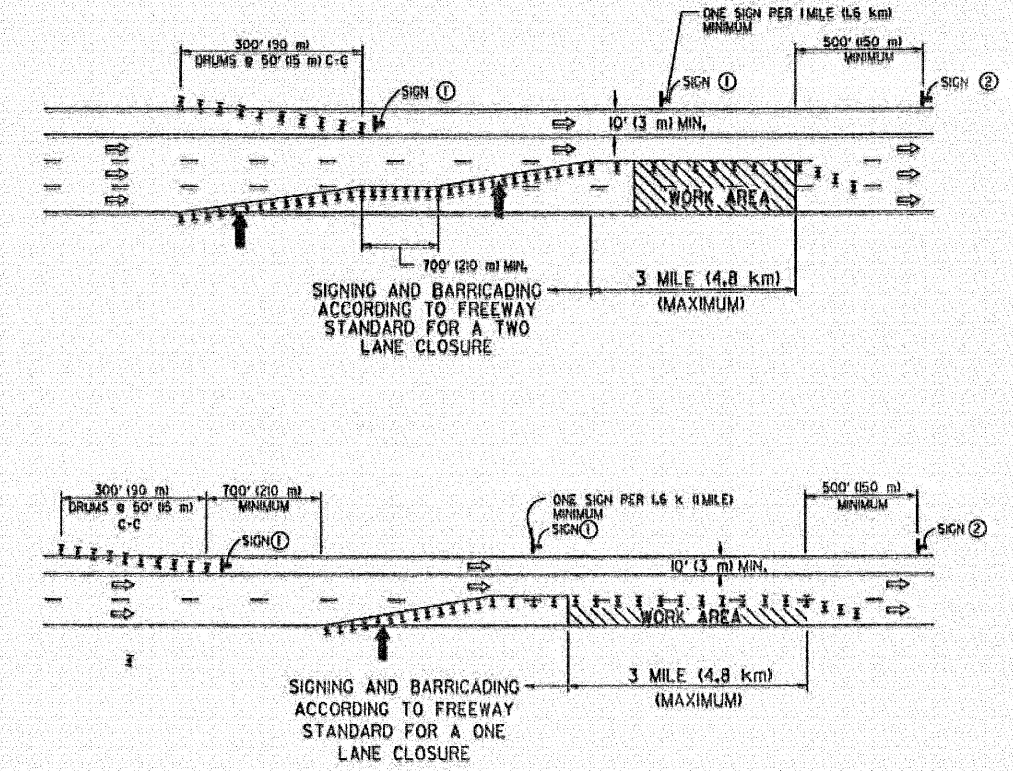 ONE SIGN PER 1 MILE (1.6 km)
MINIMUM
300' (90 m)
DRUMS @ 50' (15 m) C-C
500' (150 m)
MINIMUM
SIGN ①
SIGN ①
SIGN ②
10' (3 m) MIN.
WORK AREA
700' (210 m) MIN.
3 MILE (4.8 km)
(MAXIMUM)
SIGNING AND BARRICADING
ACCORDING TO FREEWAY
STANDARD FOR A TWO
LANE CLOSURE
300' (90 m)
DRUMS @ 50' (15 m)
C-C
700' (210 m)
MINIMUM
ONE SIGN PER 1.6 K (1MILE)
MINIMUM
SIGN①
500' (150 m)
MINIMUM
SIGN①
SIGN②
10' (3 m) MIN.
WORK AREA
3 MILE (4.8 km)
(MAXIMUM)
SIGNING AND BARRICADING
ACCORDING TO FREEWAY
STANDARD FOR A ONE
LANE CLOSURE